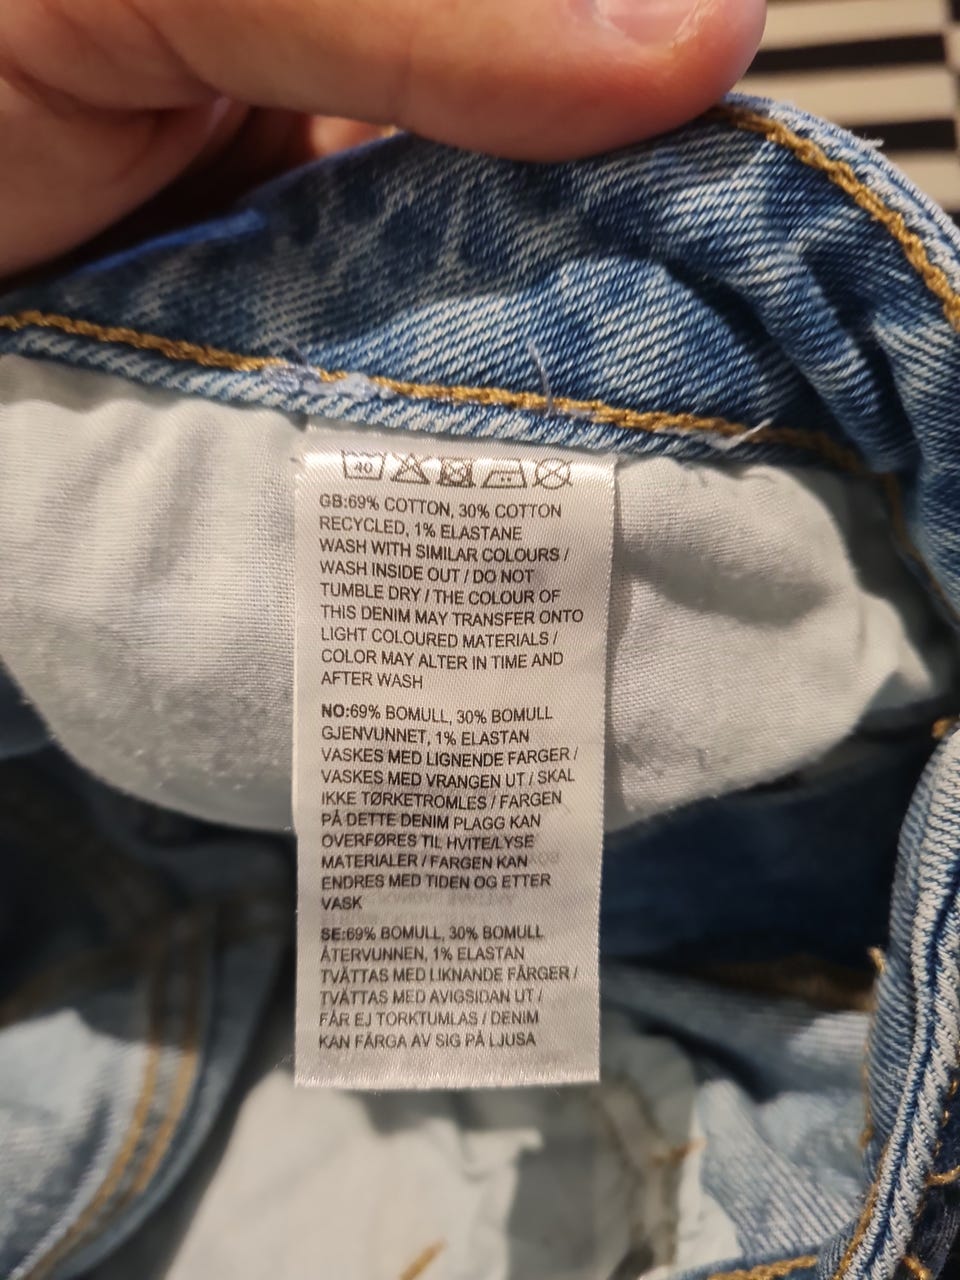 40
GB:69% COTTON, 30% COTTON
RECYCLED, 1% ELASTANE
WASH WITH SIMILAR COLOURS /
WASH INSIDE OUT / DO NOT
TUMBLE DRY / THE COLOUR OF
THIS DENIM MAY TRANSFER ONTO
LIGHT COLOURED MATERIALS /
COLOR MAY ALTER IN TIME AND
AFTER WASH
NO:69% BOMULL, 30% BOMULL
GJENVUNNET, 1% ELASTAN
VASKES MED LIGNENDE FARGER /
VASKES MED VRANGEN UT / SKAL
IKKE TØRKETROMLES / FARGEN
PÅ DETTE DENIM PLAGG KAN
OVERFØRES TIL HVITE/LYSE
MATERIALER / FARGEN KAN
ENDRES MED TIDEN OG ETTER
VASK
SE:69% BOMULL, 30% BOMULL
ÅTERVUNNEN, 1% ELASTAN
TVÄTTAS MED LIKNANDE FÄRGER /
TVÄTTAS MED AVIGSIDAN UT /
FÅR EJ TORKTUMLAS / DENIM
KAN FÄRGA AV SIG PÅ LJUSA